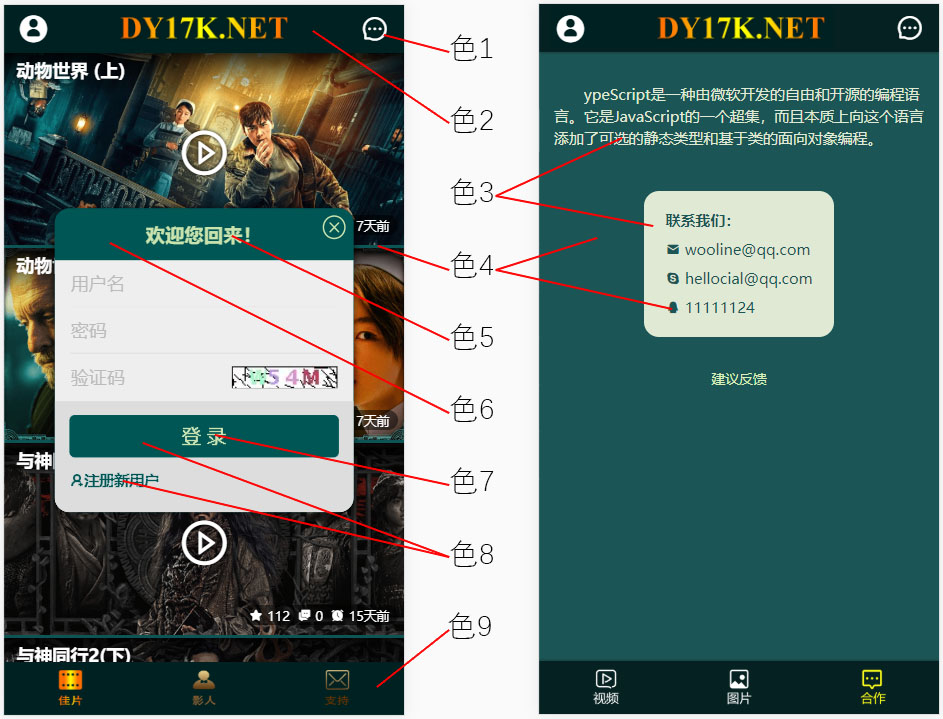 DY17K.NET
动物世界 (上)
7天前
欢迎您回来!
动物
用户名
密码
验证码
W54M
7天前
登 录
与神
注册新用户
112 0 15天前
与神同行2(下)
佳片 影人 支持
色1
色2
色3
色4
色5
色6
色7
色8
色9
DY17K.NET
ypeScript是一种由微软开发的自由和开源的编程语
言。它是JavaScript的一个超集，而且本质上向这个语言
添加了可选的静态类型和基于类的面向对象编程。
联系我们:
wooline@qq.com
hellocial@qq.com
11111124
建议反馈
视频 图片 合作